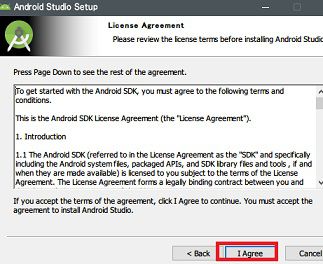 Android Studio Setup
License Agreement
Please review the license terms before installing Android Studio
Press Page Down to see the rest of the agreement.
To get started with the Android SDK, you must agree to the following terms and
conditions.
This is the Android SDK License Agreement (the "License Agreement").
1. Introduction
1.1 The Android SDK (referred to in the License Agreement as the "SDK" and specifically
including the Android system files, packaged APIs, and SDK library files and tools , if and
when they are made available) is licensed to you subject to the terms of the License
Agreement. The License Agreement forms a legally binding contract between you and
If you accept the terms of the agreement, click I Agree to continue. You must accept the
agreement to install Android Studio.
< Back
I Agree
Cancel